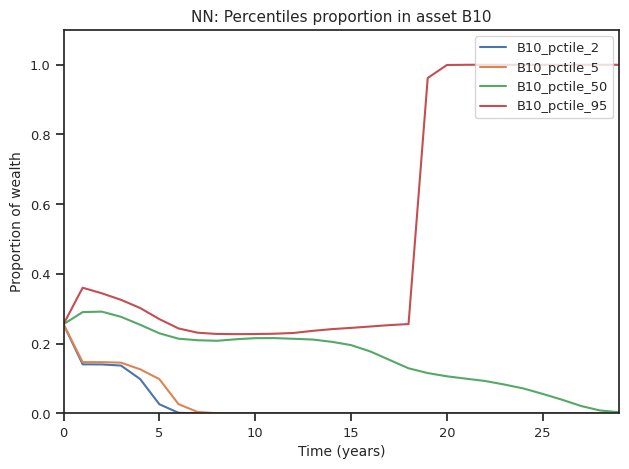 NN: Percentiles proportion in asset B10
B10_pctile_2
B10_pctile_5
B10_pctile_50
B10_pctile_95
Proportion of wealth
1.0
0.8
0.6
0.4
0.2
0.0
0 5 10 15 20 25
Time (years)